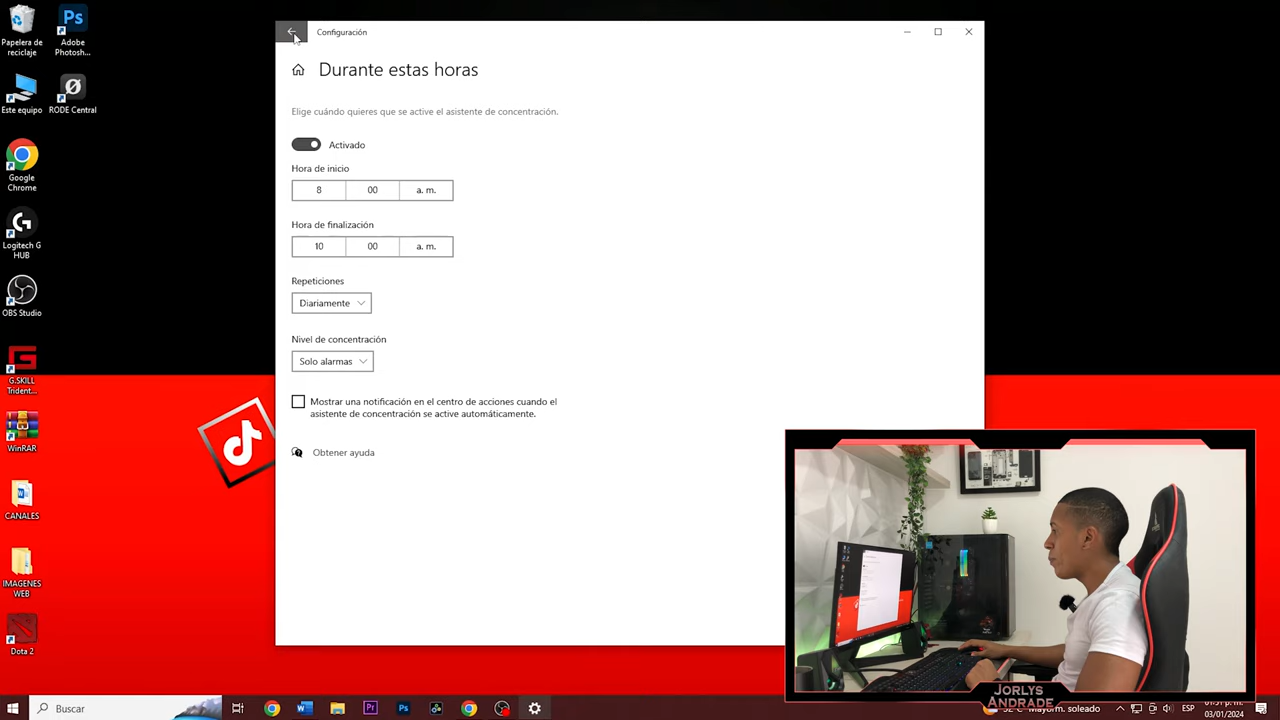 Configuración
Durante estas horas
Elige cuándo quieres que se active el asistente de concentración.
Activado
Hora de inicio
8 00 a. m.
Hora de finalización
10 00 a. m.
Repeticiones
Diariamente
Nivel de concentración
Solo alarmas
Mostrar una notificación en el centro de acciones cuando el
asistente de concentración se active automáticamente.
Obtener ayuda
Papelera de
reciclaje
Adobe
Photosh...
Este equipo
RODE Central
Google
Chrome
Logitech G
HUB
OBS Studio
G.SKILL
Trident...
WinRAR
CANALES
IMAGENES
WEB
Dota 2
JORLYS
ANDRADE
Buscar
Mayorm. soleado
ESP
03/01/2024